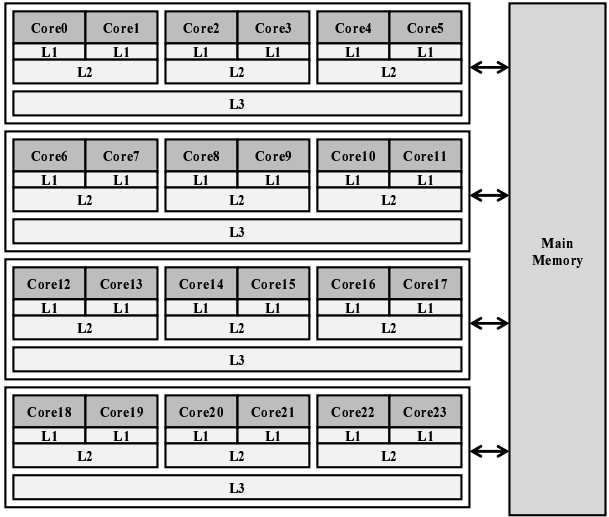 Core0 Core1 Core2 Core3 Core4 Core5
L1 L1 L1 L1 L1 L1
L2 L2 L2
L3
Core6 Core7 Core8 Core9 Core10 Core11
L1 L1 L1 L1 L1 L1
L2 L2 L2
L3
Core12 Core13 Core14 Core15 Core16 Core17
L1 L1 L1 L1 L1 L1
L2 L2 L2
L3
Core18 Core19 Core20 Core21 Core22 Core23
L1 L1 L1 L1 L1 L1
L2 L2 L2
L3
Main
Memory